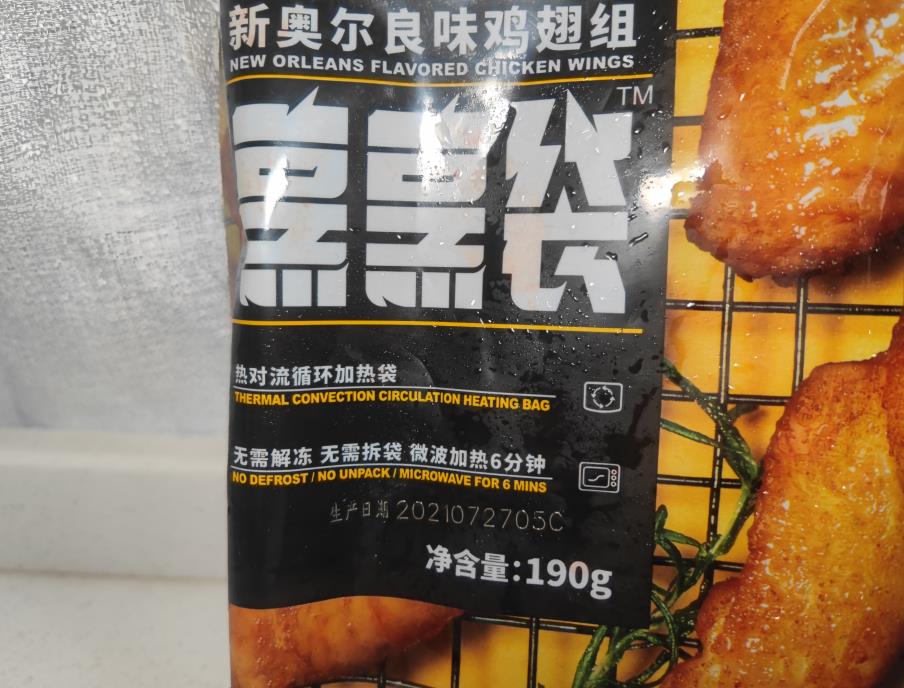 新奥尔良味鸡翅组
NEW ORLEANS FLAVORED CHICKEN WINGS
TM
热对流循环加热袋
THERMAL CONVECTION CIRCULATION HEATING BAG
无需解冻 无需拆袋 微波加热6分钟
NO DEFROST / NO UNPACK / MICROWAVE FOR 6 MINS
生产日期 2021072705C
净含量:190g